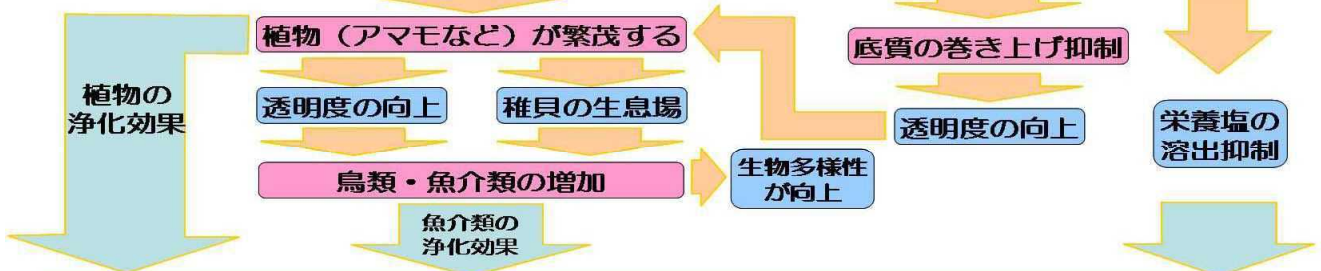 植物（アマモなど）が繁茂する
底質の巻き上げ抑制
植物の
浄化効果
透明度の向上
稚貝の生息場
透明度の向上
栄養塩の
溶出抑制
鳥類・魚介類の増加
生物多様性
が向上
魚介類の
浄化効果